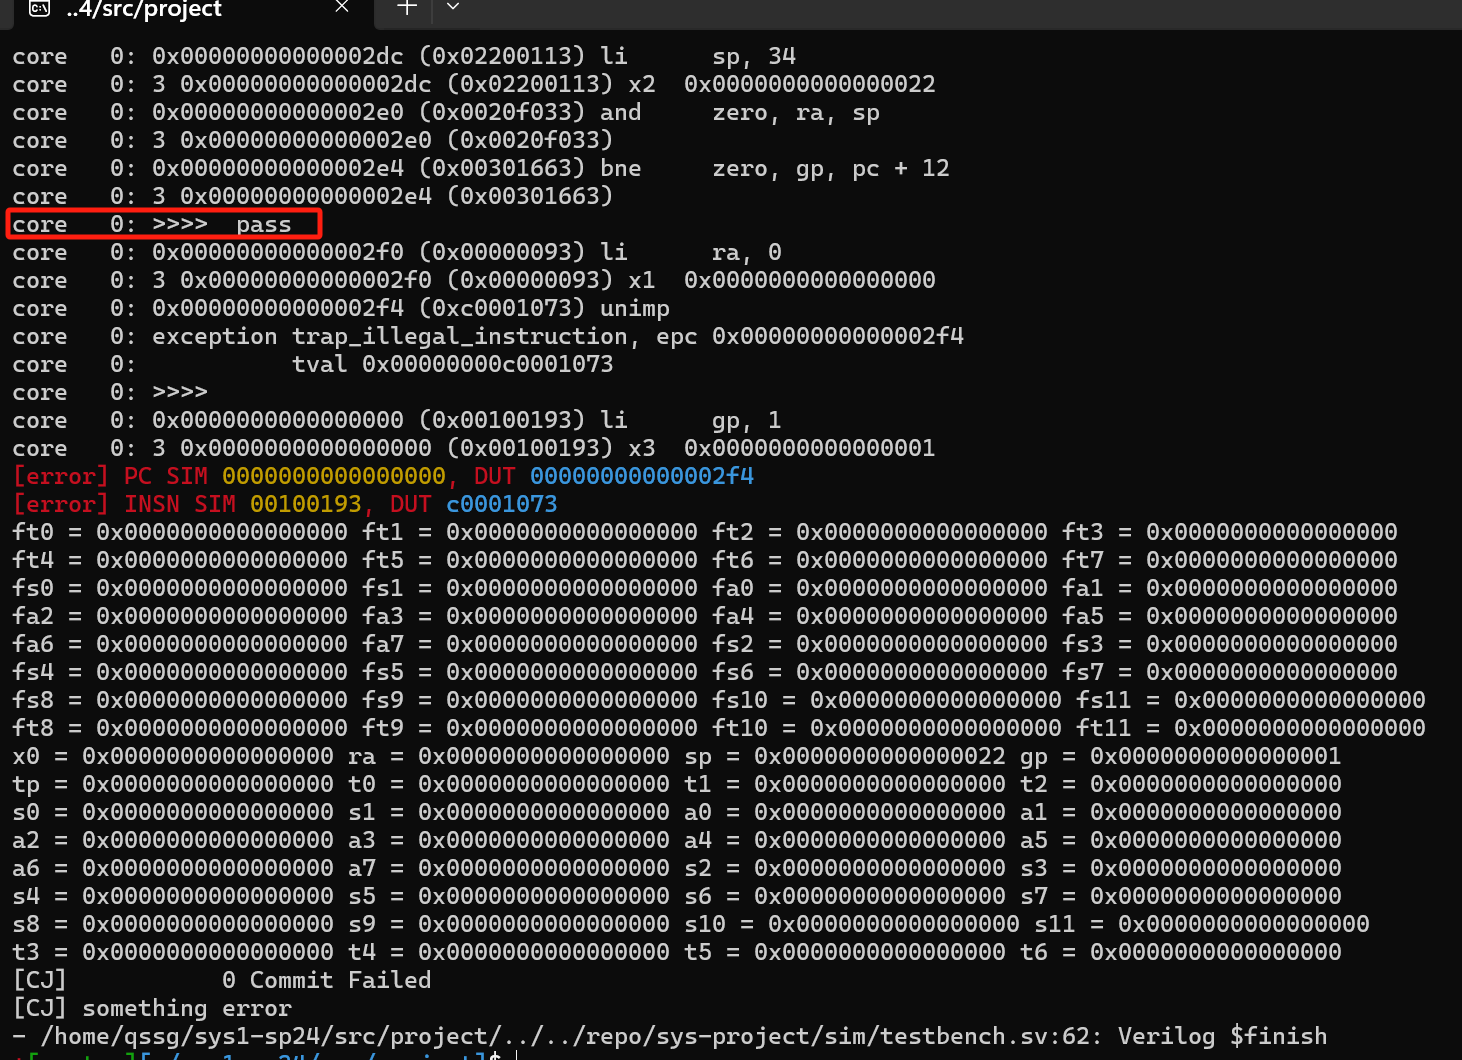 ..4/src/project
core   0: 0x00000000000002dc (0x02200113) li      sp, 34
core   0: 3 0x00000000000002dc (0x02200113) x2  0x0000000000000022
core   0: 0x00000000000002e0 (0x0020f033) and     zero, ra, sp
core   0: 3 0x00000000000002e0 (0x0020f033)
core   0: 0x00000000000002e4 (0x00301663) bne     zero, gp, pc + 12
core   0: 3 0x00000000000002e4 (0x00301663)
core   0: >>>>  pass
core   0: 0x00000000000002f0 (0x00000093) li      ra, 0
core   0: 3 0x00000000000002f0 (0x00000093) x1  0x0000000000000000
core   0: 0x00000000000002f4 (0xc0001073) unimp
core   0: exception trap_illegal_instruction, epc 0x00000000000002f4
core   0:           tval 0x00000000c0001073
core   0: >>>>
core   0: 0x0000000000000000 (0x00100193) li      gp, 1
core   0: 3 0x0000000000000000 (0x00100193) x3  0x0000000000000001
[error] PC SIM 0000000000000000, DUT 00000000000002f4
[error] INSN SIM 00100193, DUT c0001073
ft0 = 0x0000000000000000 ft1 = 0x0000000000000000 ft2 = 0x0000000000000000 ft3 = 0x0000000000000000
ft4 = 0x0000000000000000 ft5 = 0x0000000000000000 ft6 = 0x0000000000000000 ft7 = 0x0000000000000000
fs0 = 0x0000000000000000 fs1 = 0x0000000000000000 fa0 = 0x0000000000000000 fa1 = 0x0000000000000000
fa2 = 0x0000000000000000 fa3 = 0x0000000000000000 fa4 = 0x0000000000000000 fa5 = 0x0000000000000000
fa6 = 0x0000000000000000 fa7 = 0x0000000000000000 fs2 = 0x0000000000000000 fs3 = 0x0000000000000000
fs4 = 0x0000000000000000 fs5 = 0x0000000000000000 fs6 = 0x0000000000000000 fs7 = 0x0000000000000000
fs8 = 0x0000000000000000 fs9 = 0x0000000000000000 fs10 = 0x0000000000000000 fs11 = 0x0000000000000000
ft8 = 0x0000000000000000 ft9 = 0x0000000000000000 ft10 = 0x0000000000000000 ft11 = 0x0000000000000000
x0 = 0x0000000000000000 ra = 0x0000000000000000 sp = 0x0000000000000022 gp = 0x0000000000000001
tp = 0x0000000000000000 t0 = 0x0000000000000000 t1 = 0x0000000000000000 t2 = 0x0000000000000000
s0 = 0x0000000000000000 s1 = 0x0000000000000000 a0 = 0x0000000000000000 a1 = 0x0000000000000000
a2 = 0x0000000000000000 a3 = 0x0000000000000000 a4 = 0x0000000000000000 a5 = 0x0000000000000000
a6 = 0x0000000000000000 a7 = 0x0000000000000000 s2 = 0x0000000000000000 s3 = 0x0000000000000000
s4 = 0x0000000000000000 s5 = 0x0000000000000000 s6 = 0x0000000000000000 s7 = 0x0000000000000000
s8 = 0x0000000000000000 s9 = 0x0000000000000000 s10 = 0x0000000000000000 s11 = 0x0000000000000000
t3 = 0x0000000000000000 t4 = 0x0000000000000000 t5 = 0x0000000000000000 t6 = 0x0000000000000000
[CJ]           0 Commit Failed
[CJ] something error
- /home/qssg/sys1-sp24/src/project/../../repo/sys-project/sim/testbench.sv:62: Verilog $finish